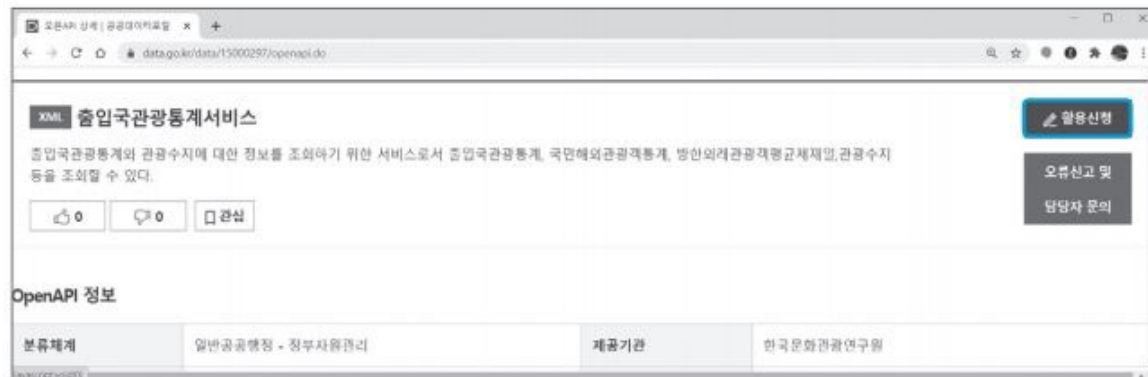 오픈API 상세 | 공공데이터포털
data.go.kr/data/15000297/openapi.do
XML 출입국관광통계서비스
활용신청
출입국관광통계와 관광수지에 대한 정보를 조회하기 위한 서비스로서 출입국관광통계, 국민해외관광객통계, 방한외래관광객평균체재일,관광수지
등을 조회할 수 있다.
오류신고 및
담당자 문의
0 0 관심
OpenAPI 정보
분류체계 일반공공행정 - 정부자원관리 제공기관 한국문화관광연구원